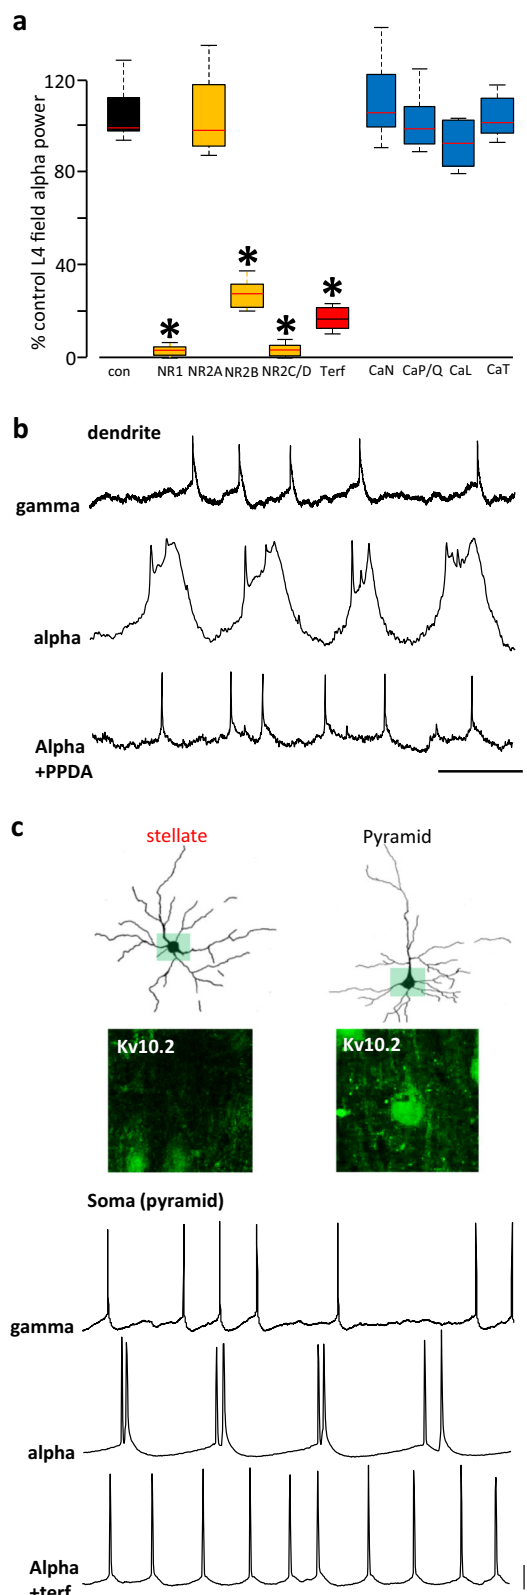 a
% control L4 field alpha power
120
80
40
0
con NR1 NR2A NR2B NR2C/D Terf CaN CaP/Q CaL CaT
* * * *
b
dendrite
gamma
alpha
Alpha
+PPDA
c
stellate Pyramid
Kv10.2 Kv10.2
Soma (pyramid)
gamma
alpha
Alpha
+terf